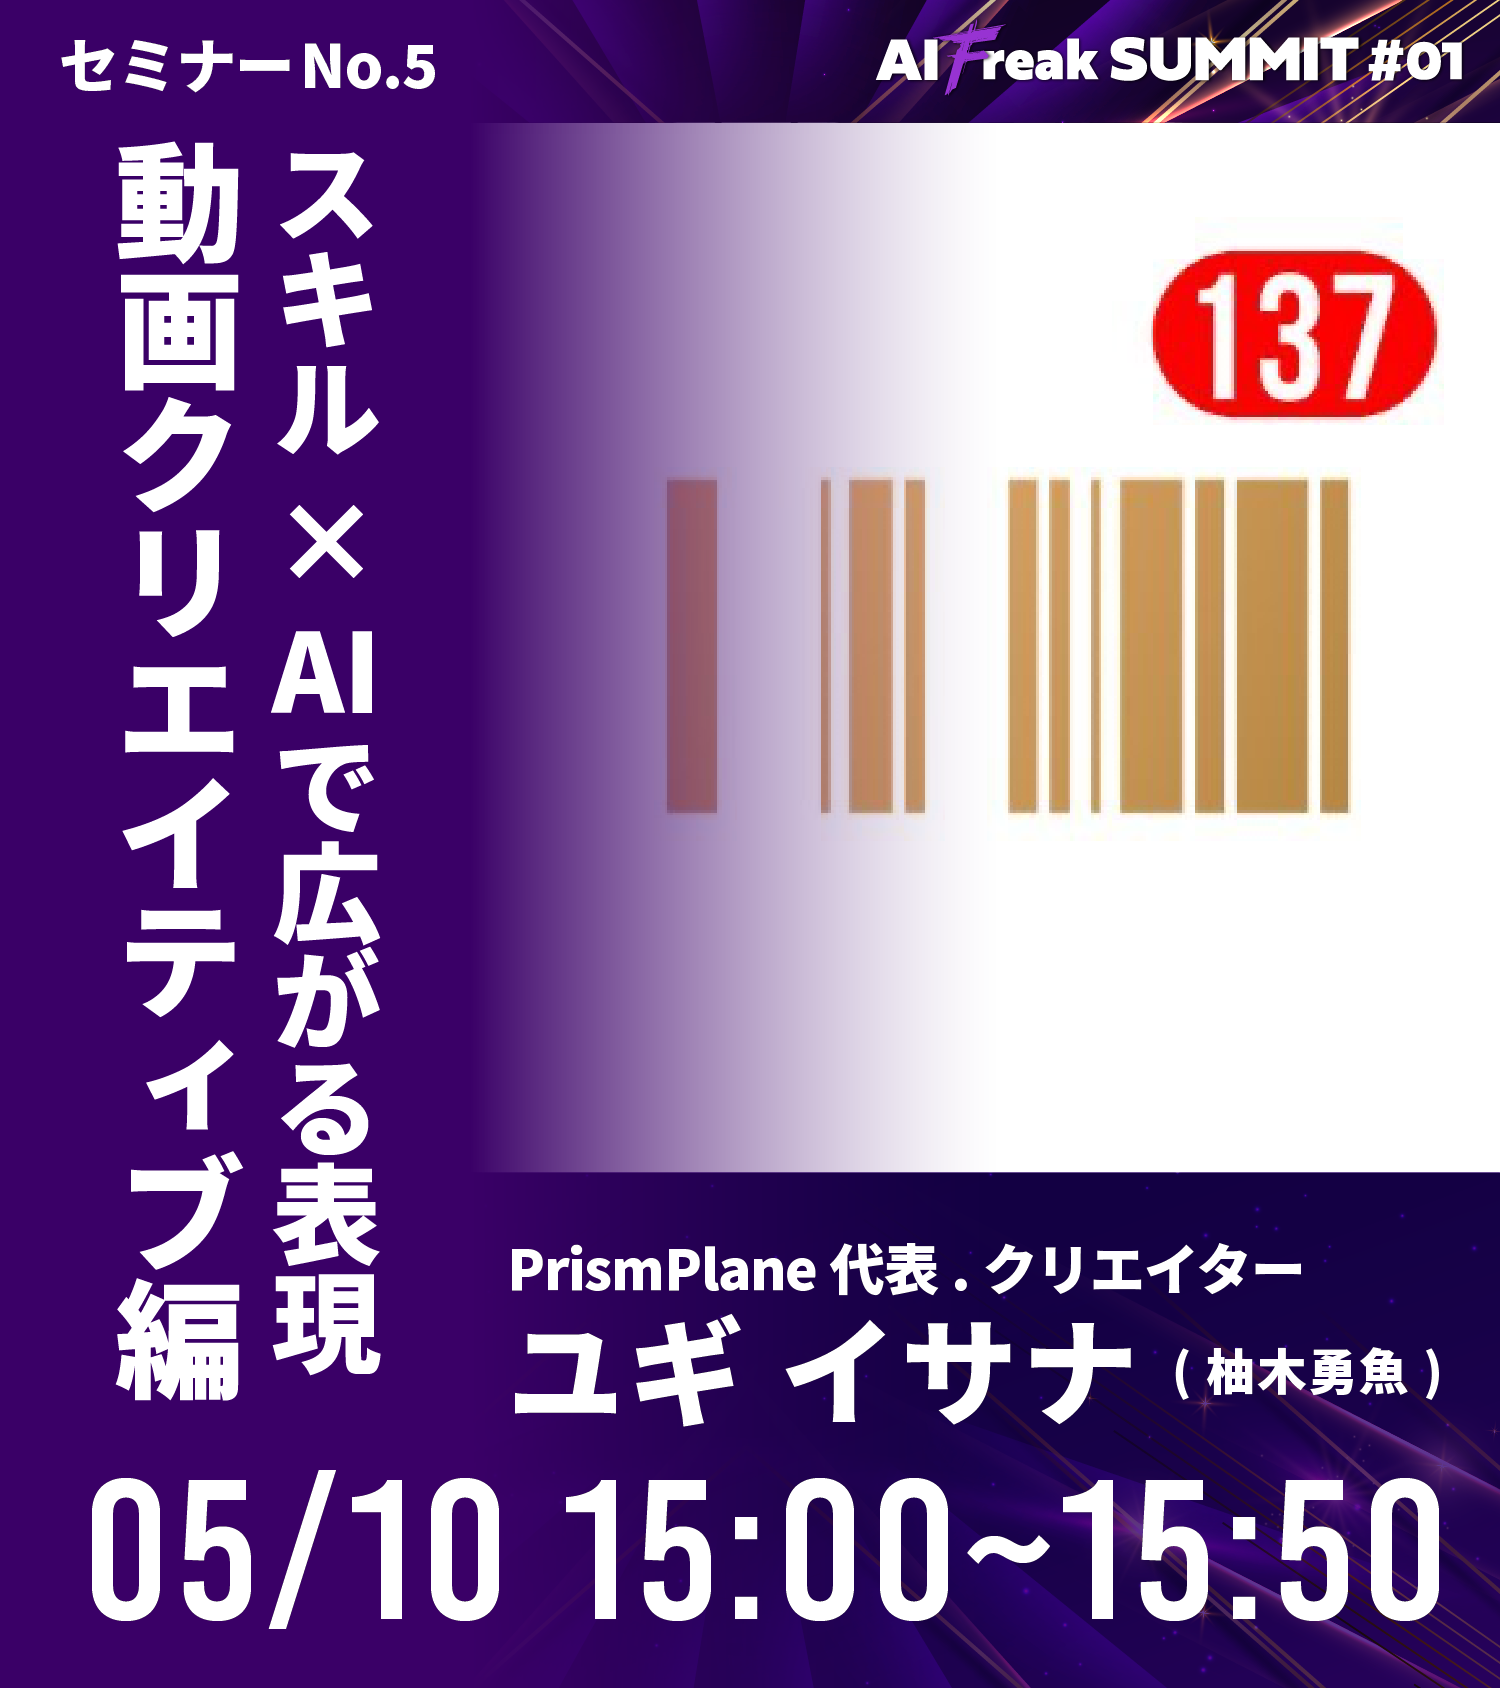 セミナーNo.5
AI Freak SUMMIT #01
スキル×AIで広がる表現
動画クリエイティブ編
137
PrismPlane 代表 . クリエイター
ユギ イサナ ( 柚木勇魚 )
05/10 15:00~15:50